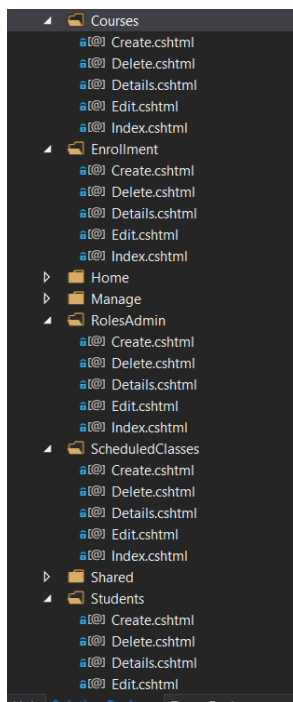 Courses
Create.cshtml
Delete.cshtml
Details.cshtml
Edit.cshtml
Index.cshtml
Enrollment
Create.cshtml
Delete.cshtml
Details.cshtml
Edit.cshtml
Index.cshtml
Home
Manage
RolesAdmin
Create.cshtml
Delete.cshtml
Details.cshtml
Edit.cshtml
Index.cshtml
ScheduledClasses
Create.cshtml
Delete.cshtml
Details.cshtml
Edit.cshtml
Index.cshtml
Shared
Students
Create.cshtml
Delete.cshtml
Details.cshtml
Edit.cshtml